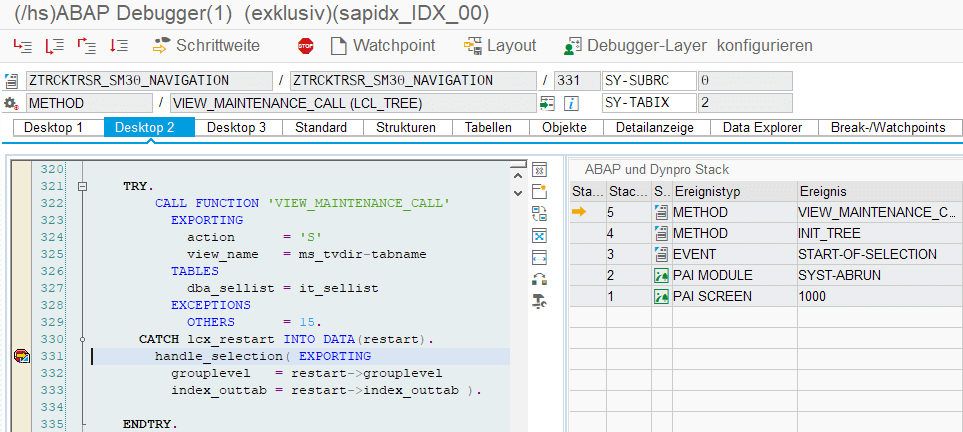 (/hs)ABAP Debugger(1) (exklusiv)(sapidx_IDX_00)
Schrittweite STOP Watchpoint Layout Debugger-Layer konfigurieren
ZTRCKTRSR_SM30_NAVIGATION / ZTRCKTRSR_SM30_NAVIGATION / 331 SY-SUBRC 0
METHOD / VIEW_MAINTENANCE_CALL (LCL_TREE) SY-TABIX 2
Desktop 1 Desktop 2 Desktop 3 Standard Strukturen Tabellen Objekte Detailanzeige Data Explorer Break-/Watchpoints
320
321 TRY.
322 CALL FUNCTION 'VIEW_MAINTENANCE_CALL'
323 EXPORTING
324 action = 'S'
325 view_name = ms_tvdir-tabname
326 TABLES
327 dba_sellist = it_sellist
328 EXCEPTIONS
329 OTHERS = 15.
330 CATCH lcx_restart INTO DATA(restart).
331 handle_selection( EXPORTING
332 grouplevel = restart->grouplevel
333 index_outtab = restart->index_outtab ).
334
335 ENDTRY.
ABAP und Dynpro Stack
Sta... Stac... S.. Ereignistyp Ereignis
5 METHOD VIEW_MAINTENANCE_C...
4 METHOD INIT_TREE
3 EVENT START-OF-SELECTION
2 PAI MODULE SYST-ABRUN
1 PAI SCREEN 1000